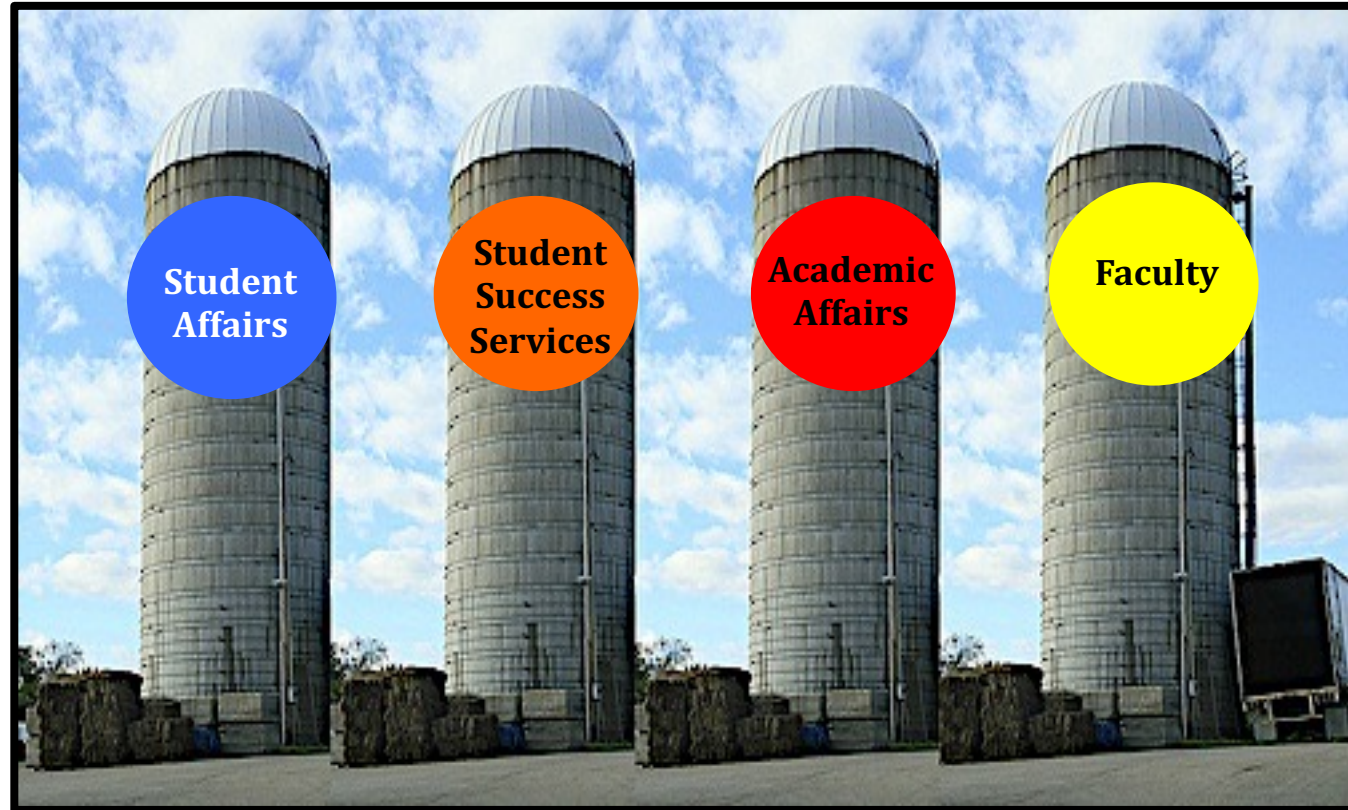 Student
Affairs
Student
Success
Services
Academic
Affairs
Faculty